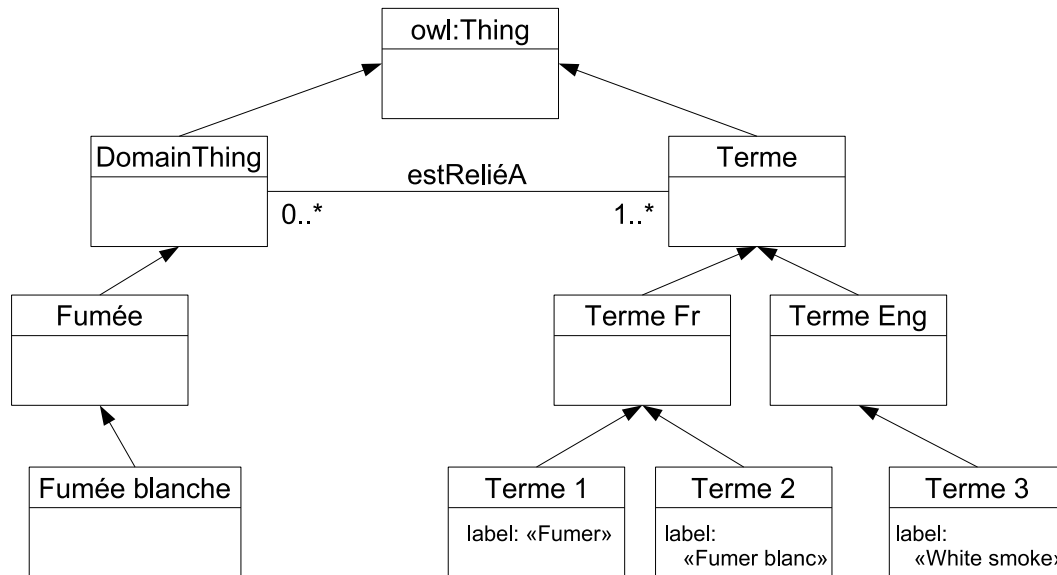 owl:Thing
DomainThing
Terme
estReliéA
0..*
1..*
Fumée
Terme Fr
Terme Eng
Fumée blanche
Terme 1
Terme 2
Terme 3
label: «Fumer»
label:
«Fumer blanc»
label:
«White smoke»